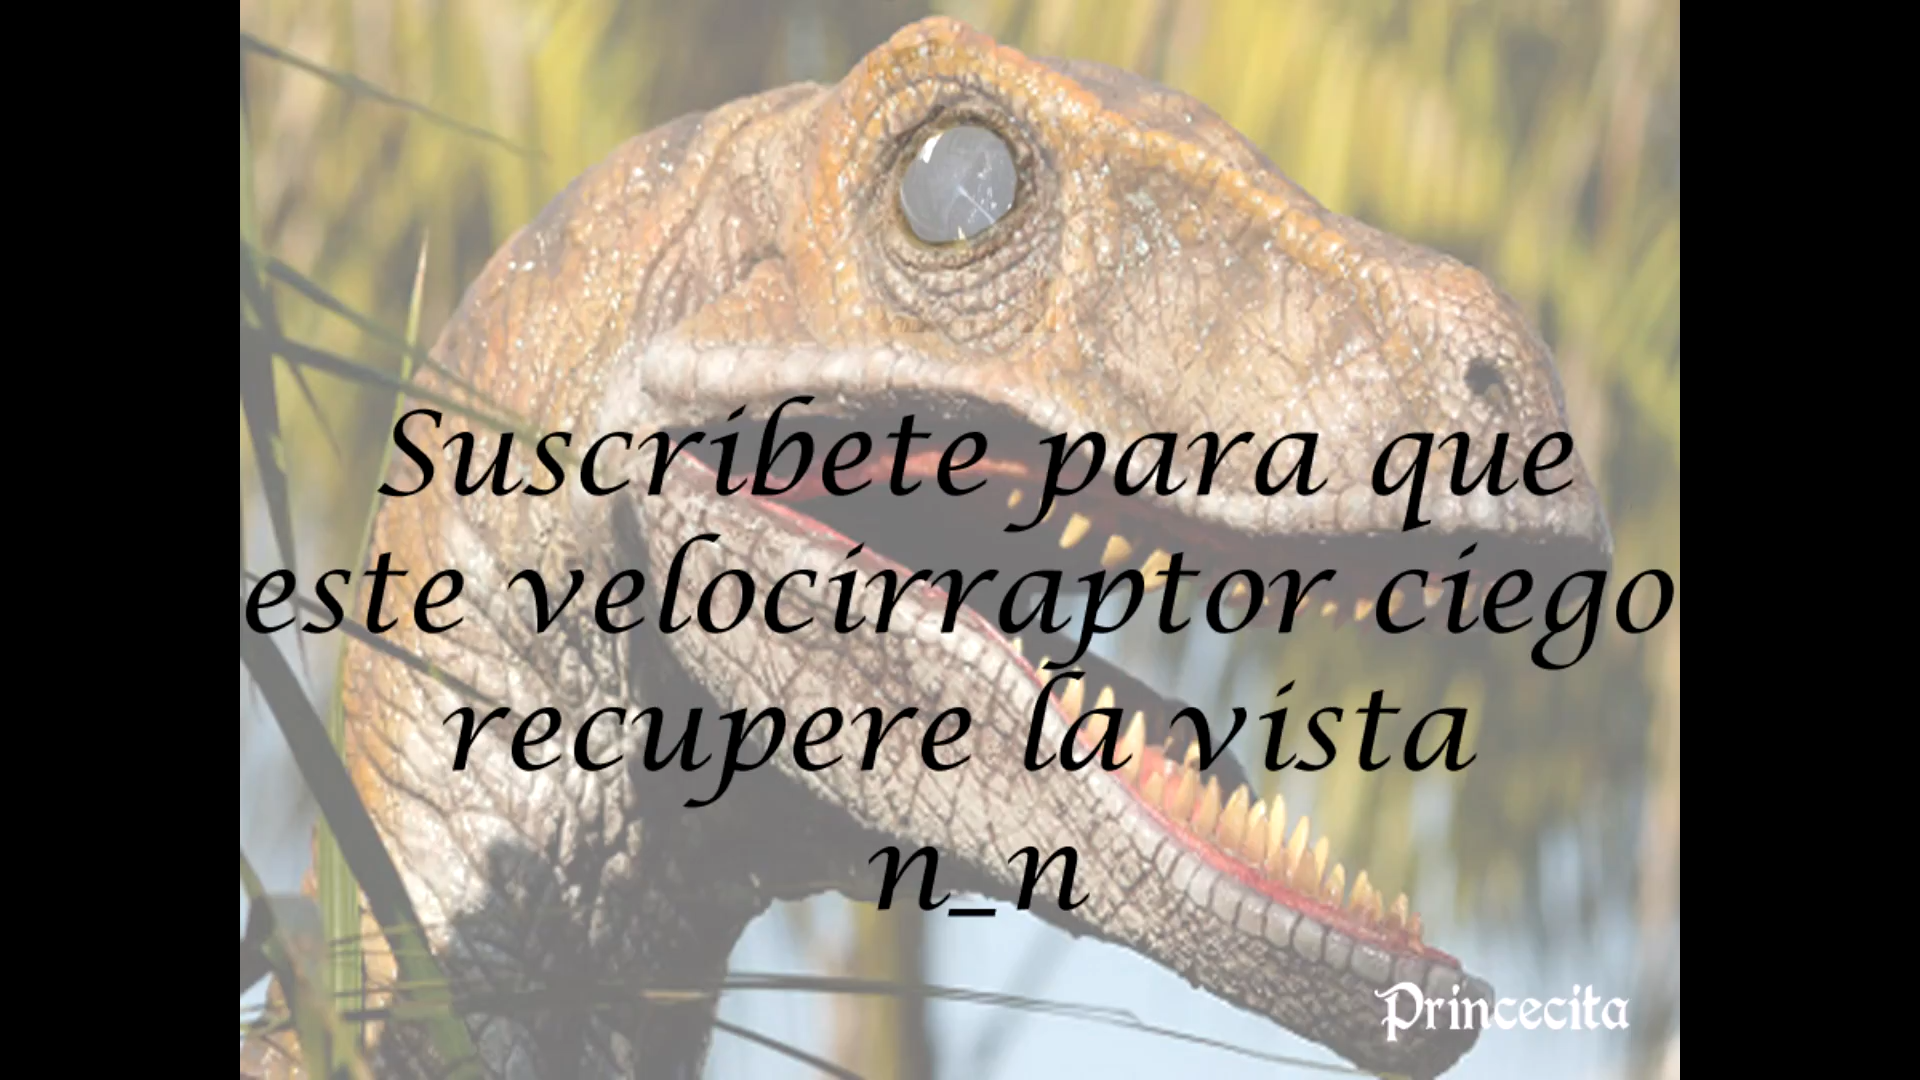 Suscribete para que
este velocirraptor ciego
recupere la vista
n_n
Princecita